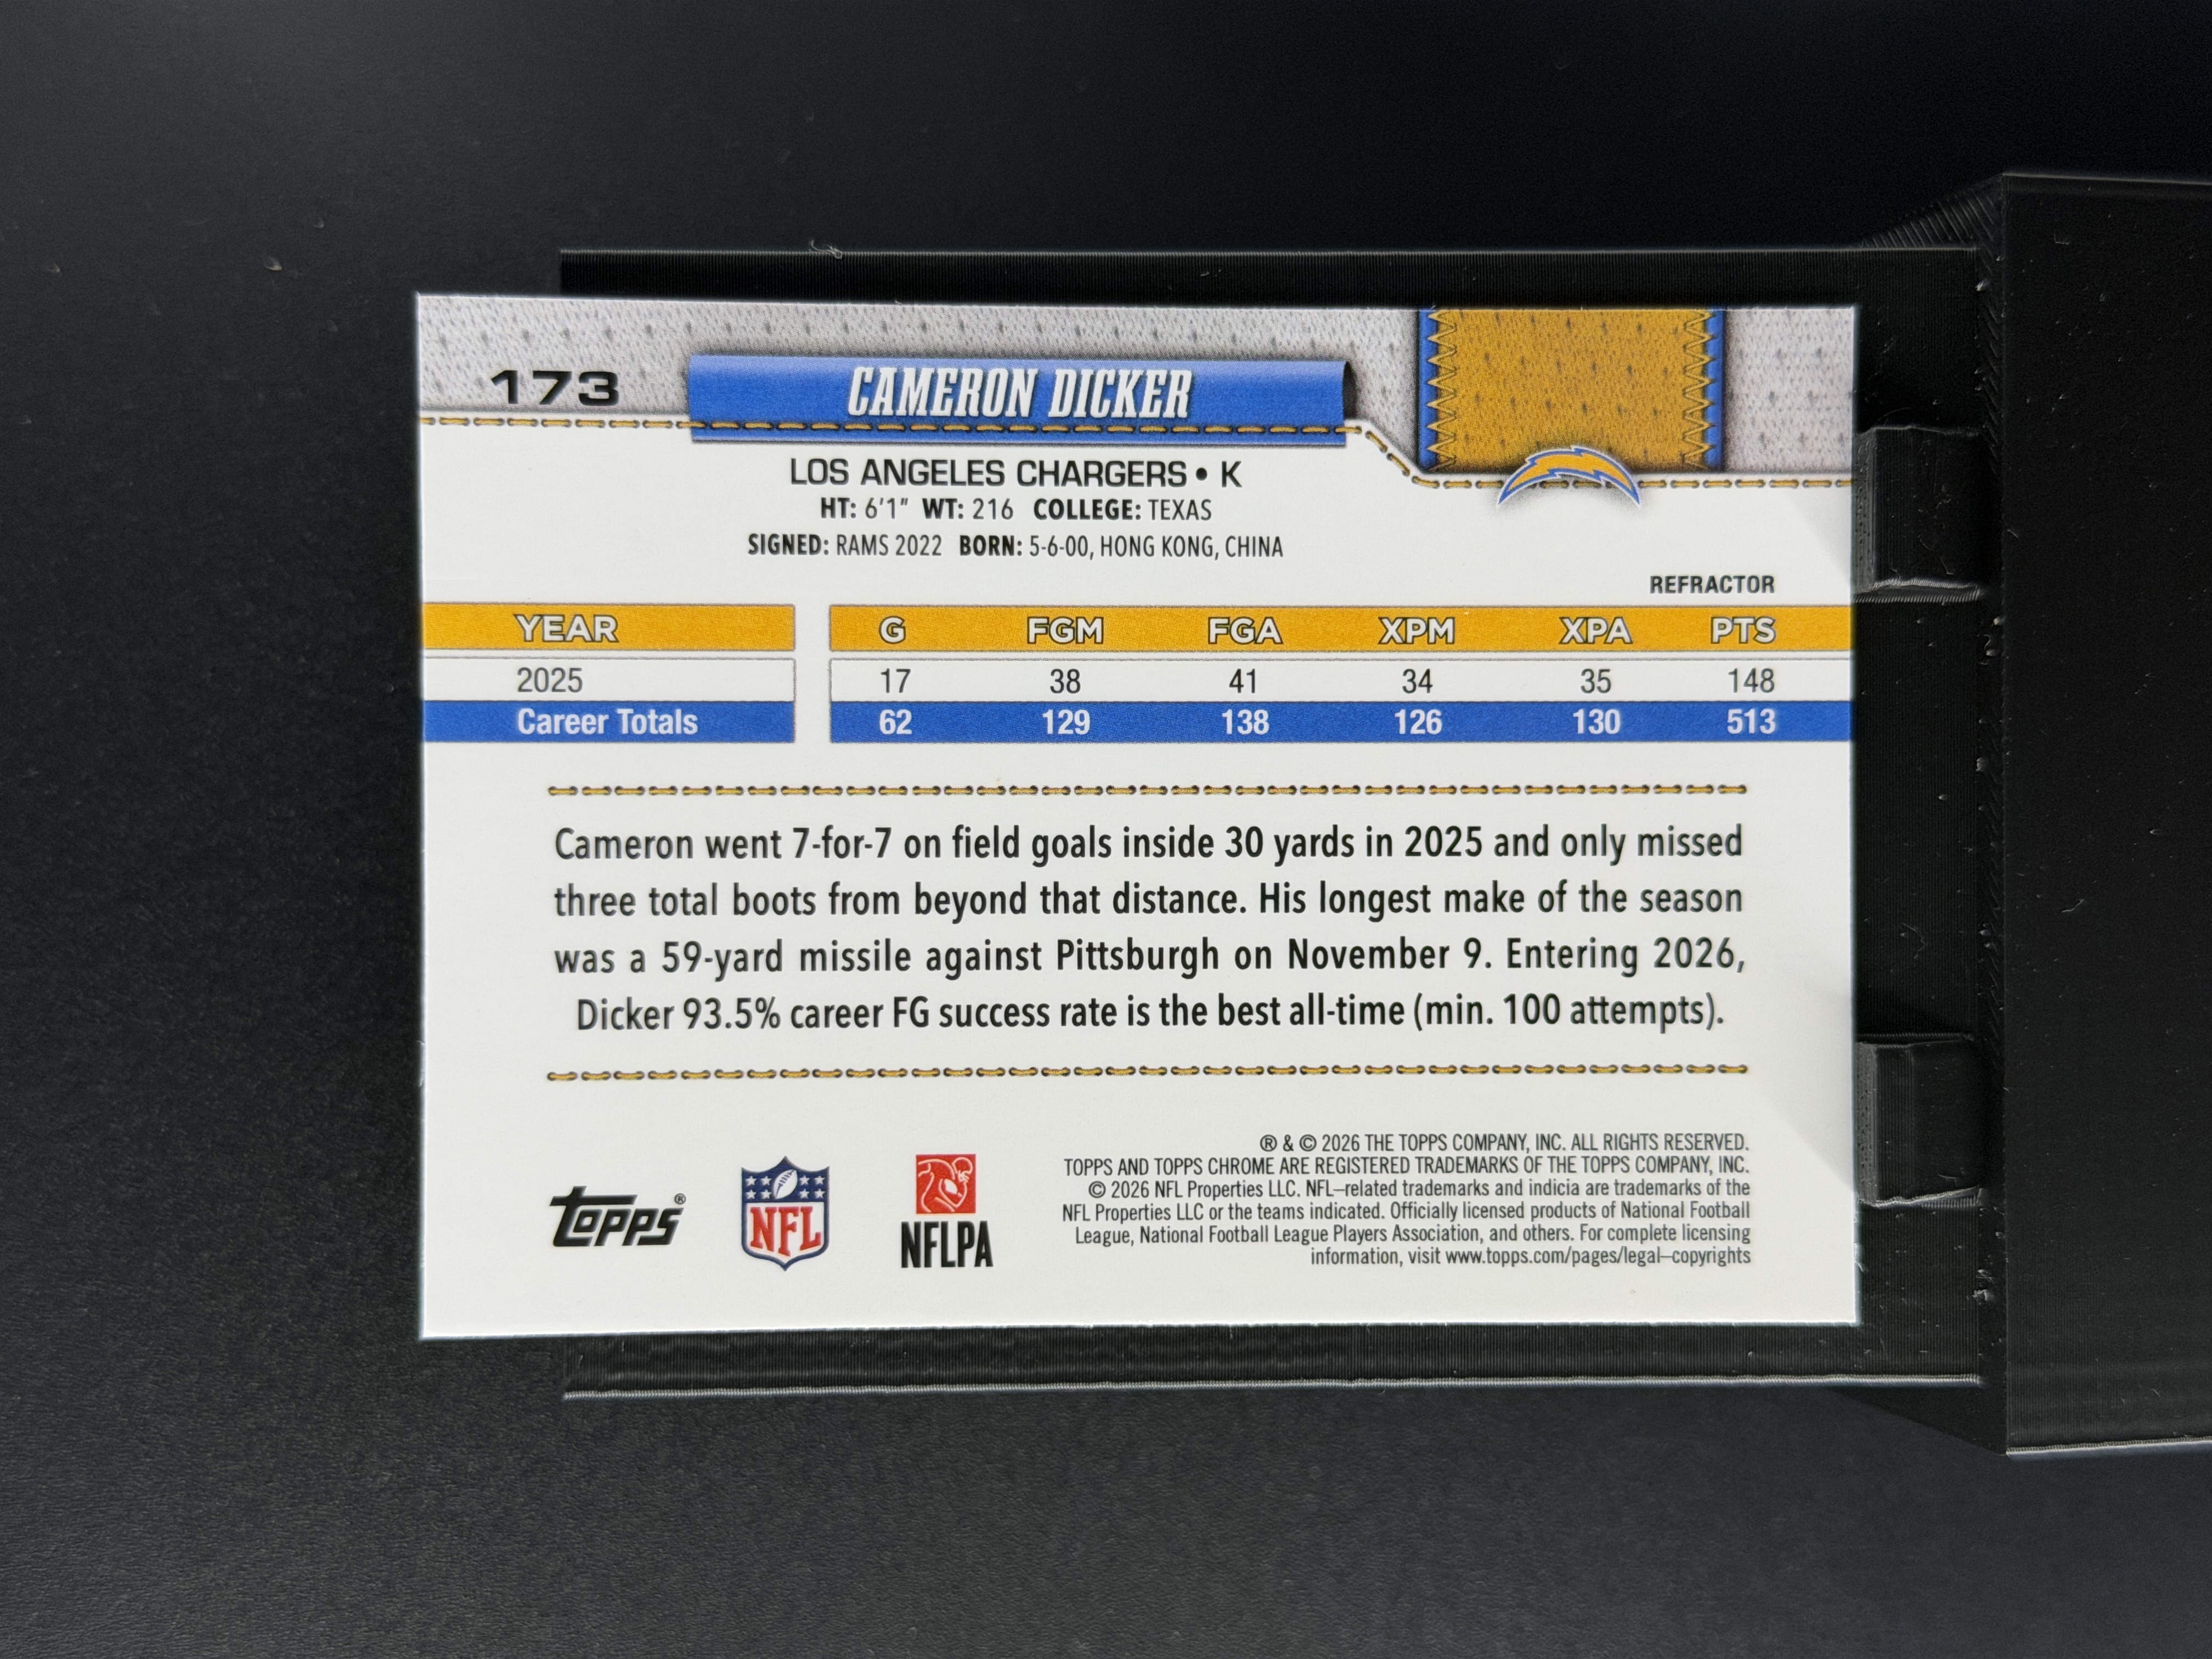 173
CAMERON DICKER
LOS ANGELES CHARGERS • K
HT: 6'1" WT: 216 COLLEGE: TEXAS
SIGNED: RAMS 2022 BORN: 5-6-00, HONG KONG, CHINA
REFRACTOR
YEAR G FGM FGA XPM XPA PTS
2025 17 38 41 34 35 148
Career Totals 62 129 138 126 130 513
Cameron went 7-for-7 on field goals inside 30 yards in 2025 and only missed
three total boots from beyond that distance. His longest make of the season
was a 59-yard missile against Pittsburgh on November 9. Entering 2026,
Dicker 93.5% career FG success rate is the best all-time (min. 100 attempts).
topps®
NFL
NFLPA
® & © 2026 THE TOPPS COMPANY, INC. ALL RIGHTS RESERVED.
TOPPS AND TOPPS CHROME ARE REGISTERED TRADEMARKS OF THE TOPPS COMPANY, INC.
© 2026 NFL Properties LLC. NFL-related trademarks and indicia are trademarks of the
NFL Properties LLC or the teams indicated. Officially licensed products of National Football
League, National Football League Players Association, and others. For complete licensing
information, visit www.topps.com/pages/legal-copyrights